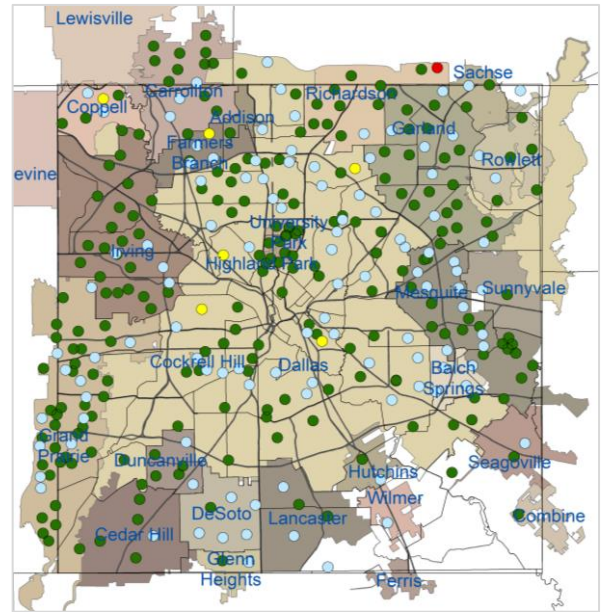 Lewisville
Sachse
Carrollton
Coppell
Richardson
Addison
Garland
Farmers
Branch
Rowlett
evine
University
Park
Irving
Highland Park
Mesquite
Sunnyvale
Cockrell Hill
Dallas
Balch
Springs
Grand
Prairie
Duncanville
Seagoville
Hutchins
Wilmer
DeSoto
Lancaster
Combine
Cedar Hill
Glenn
Heights
Ferris